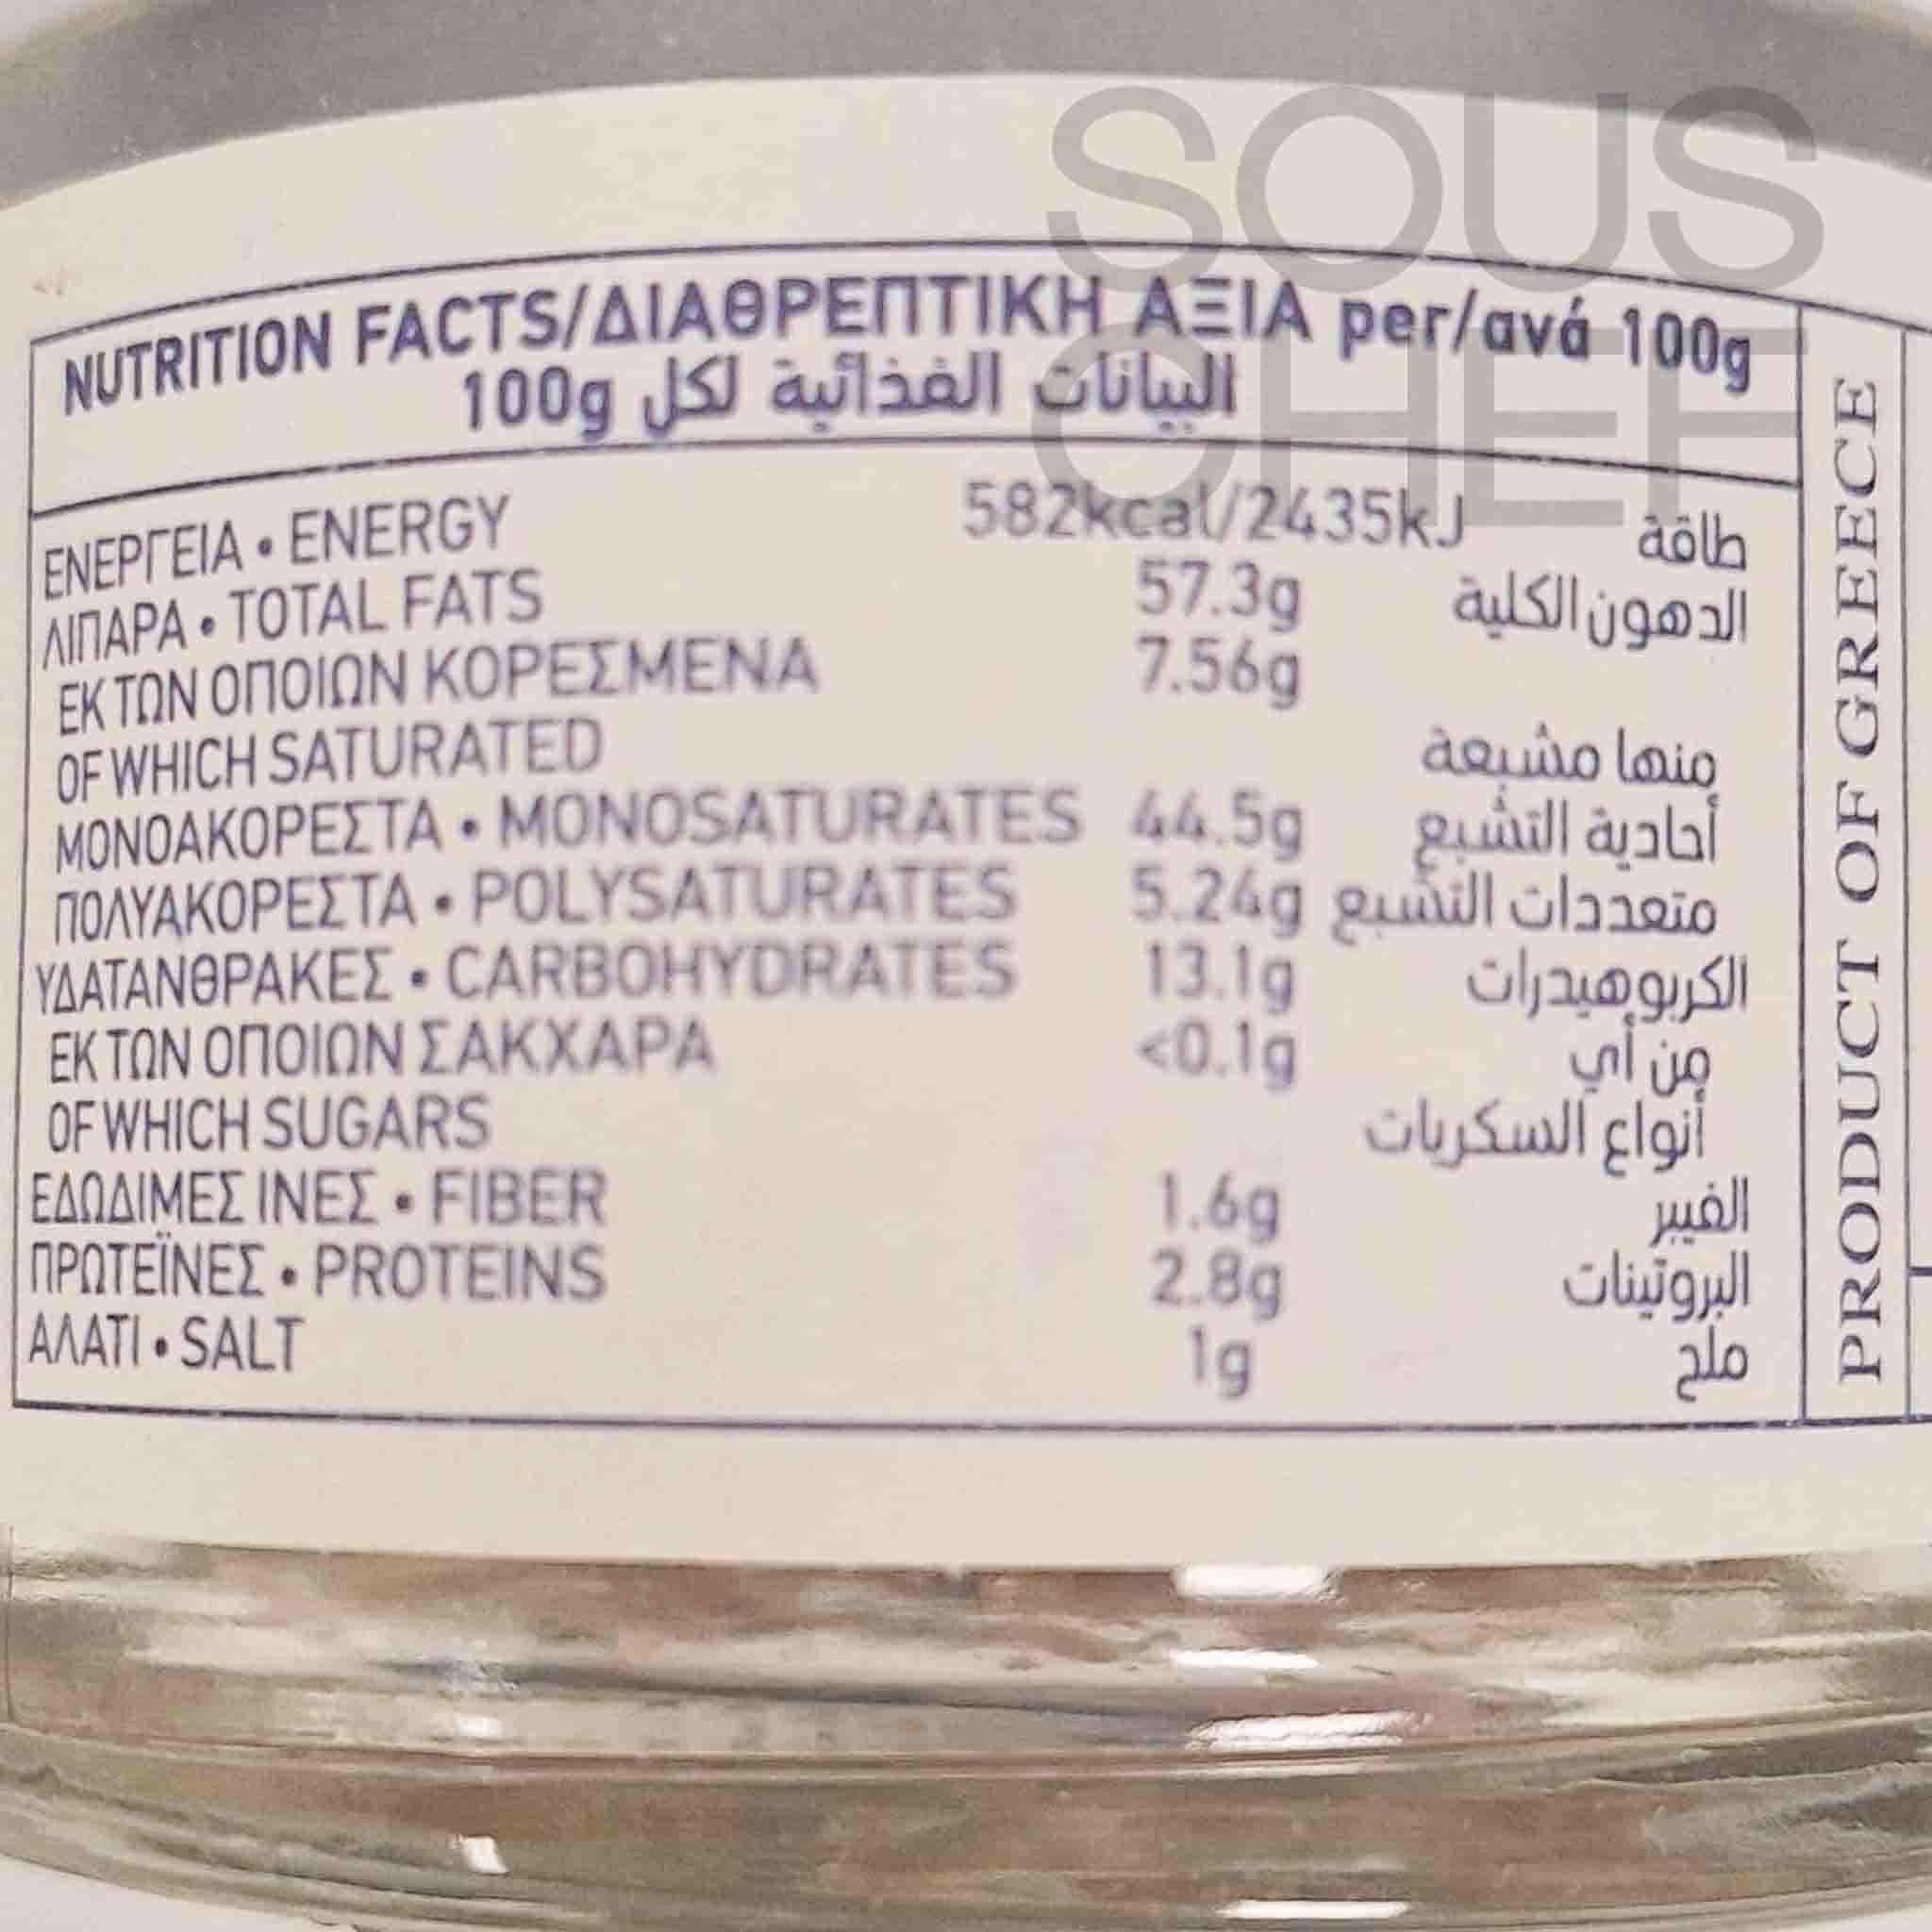 SOUS
CHEF
NUTRITION FACTS/ΔΙΑΘΡΕΠΤΙΚΗ ΑΞΙΑ per/ανά 100g
البيانات الغذائية لكل 100g
ΕΝΕΡΓΕΙΑ • ENERGY 582kcal/2435kJ طاقة
ΛΙΠΑΡΑ • TOTAL FATS 57.3g الدهون الكلية
ΕΚ ΤΩΝ ΟΠΟΙΩΝ ΚΟΡΕΣΜΕΝΑ 7.56g
OF WHICH SATURATED منها مشبعة
ΜΟΝΟΑΚΟΡΕΣΤΑ • MONOSATURATES 44.5g أحادية التشبع
ΠΟΛΥΑΚΟΡΕΣΤΑ • POLYSATURATES 5.24g متعددات التشبع
ΥΔΑΤΑΝΘΡΑΚΕΣ • CARBOHYDRATES 13.1g الكربوهيدرات
ΕΚ ΤΩΝ ΟΠΟΙΩΝ ΣΑΚΧΑΡΑ <0.1g من أي
OF WHICH SUGARS أنواع السكريات
ΕΔΩΔΙΜΕΣ ΙΝΕΣ • FIBER 1.6g الفيبر
ΠΡΩΤΕΪΝΕΣ • PROTEINS 2.8g البروتينات
ΑΛΑΤΙ • SALT 1g ملح
PRODUCT OF GREECE